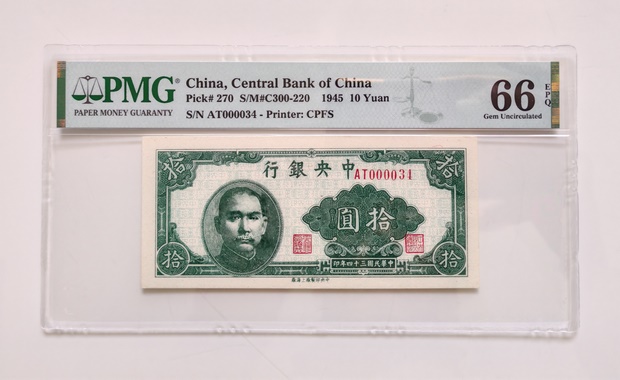 PMG
PAPER MONEY GUARANTY
China, Central Bank of China
Pick# 270 S/M#C300-220 1945 10 Yuan
S/N AT000034 - Printer: CPFS
66
EPQ
Gem Uncirculated
拾
行銀央中
拾
AT000034
圓拾
印年四十三國民華中
拾
拾